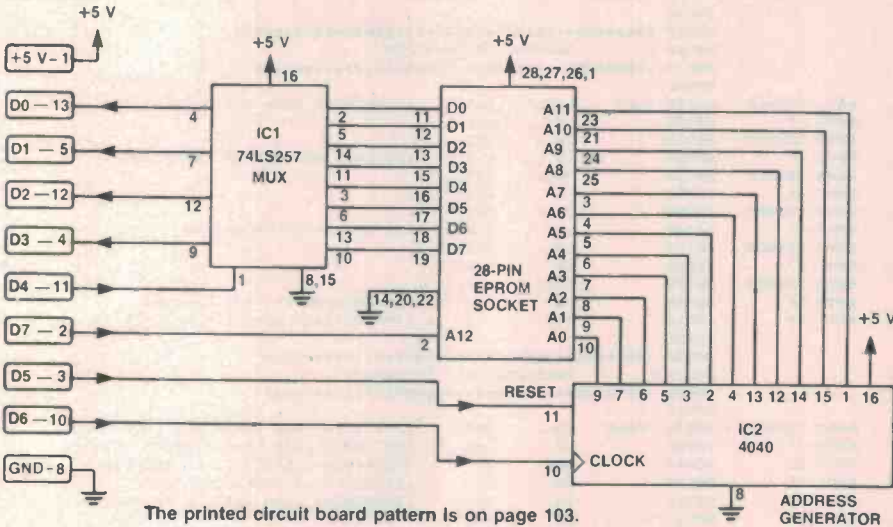 +5 V
+5 V-1
D0-13
D1-5
D2-12
D3-4
D4-11
D7-2
D5-3
D6-10
GND-8
+5 V
16
4
7
12
9
IC1
74LS257
MUX
2
5
14
11
3
6
13
10
1
8,15
+5 V
28,27,26,1
11
12
13
15
16
17
18
19
D0
D1
D2
D3
D4
D5
D6
D7
28-PIN
EPROM
SOCKET
14,20,22
A12
2
A11
A10
A9
A8
A7
A6
A5
A4
A3
A2
A1
A0
23
21
24
25
3
4
5
6
7
8
9
10
+5 V
RESET
11
9 7 6 5 3 2 4 13 12 14 15 1 16
IC2
4040
10
CLOCK
8
ADDRESS
GENERATOR
The printed circuit board pattern is on page 103.